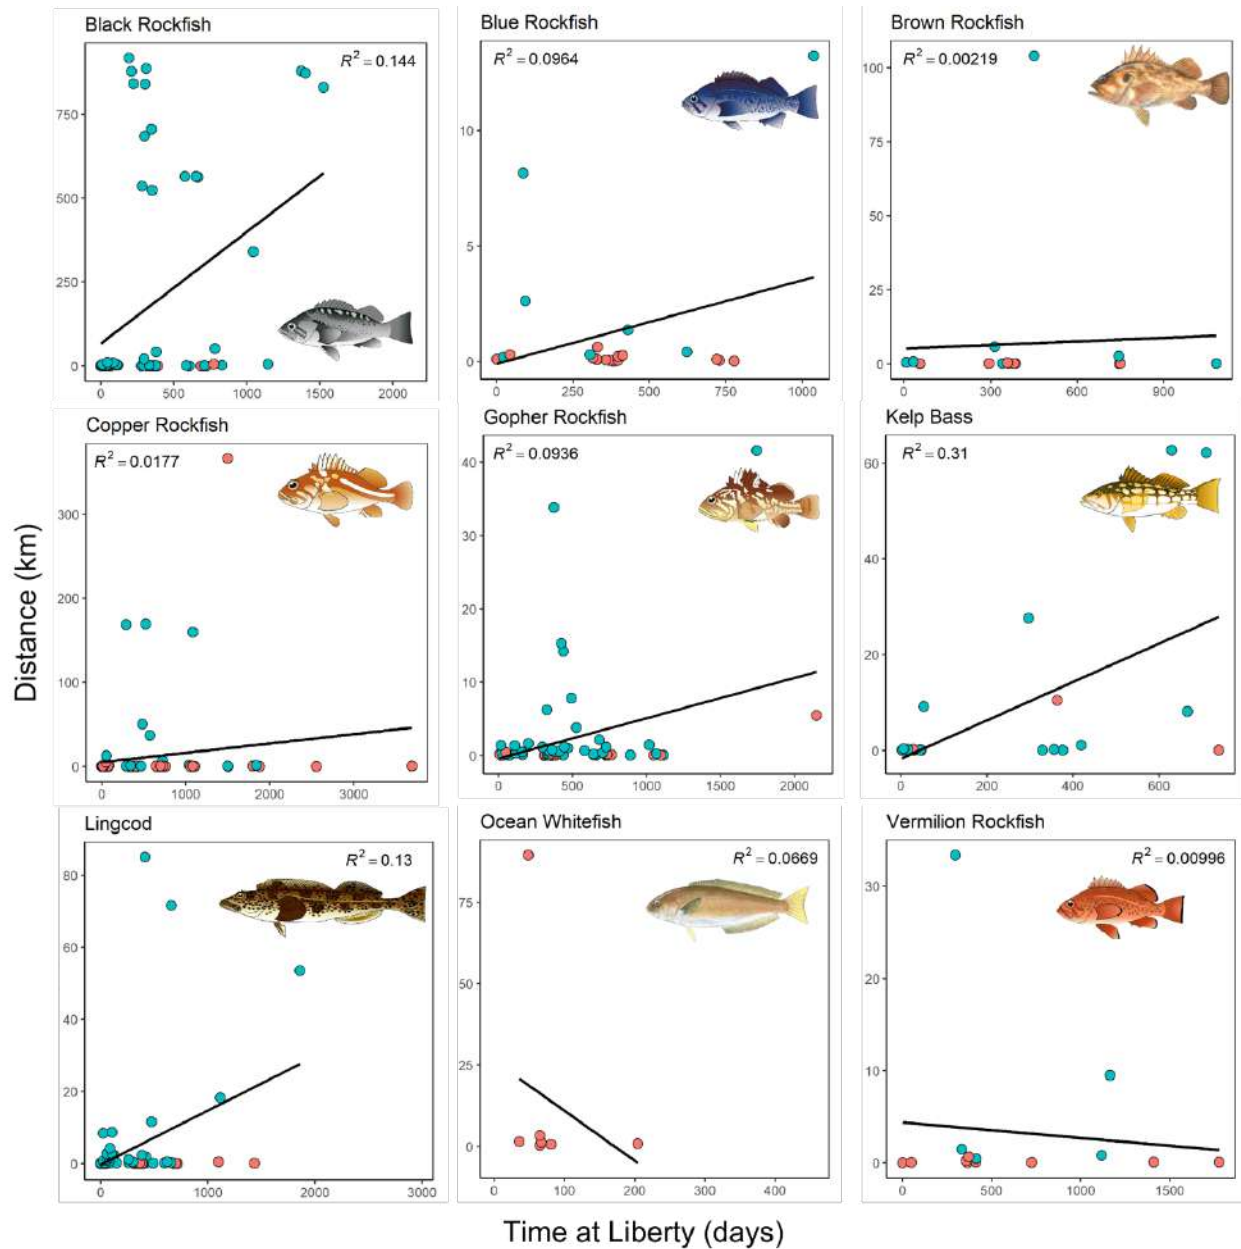 Black Rockfish
R² = 0.144
750
500
250
0
0 500 1000 1500 2000
Blue Rockfish
R² = 0.0964
10
5
0
0 250 500 750 1000
Brown Rockfish
R² = 0.00219
100
75
50
25
0
0 300 600 900
Copper Rockfish
R² = 0.0177
300
200
100
0
0 1000 2000 3000
Gopher Rockfish
R² = 0.0936
40
30
20
10
0
0 500 1000 1500 2000
Kelp Bass
R² = 0.31
60
40
20
0
0 200 400 600
Lingcod
R² = 0.13
80
60
40
20
0
0 1000 2000 3000
Ocean Whitefish
R² = 0.0669
75
50
25
0
0 100 200 300 400
Vermilion Rockfish
R² = 0.00996
30
20
10
0
0 500 1000 1500
Distance (km)
Time at Liberty (days)